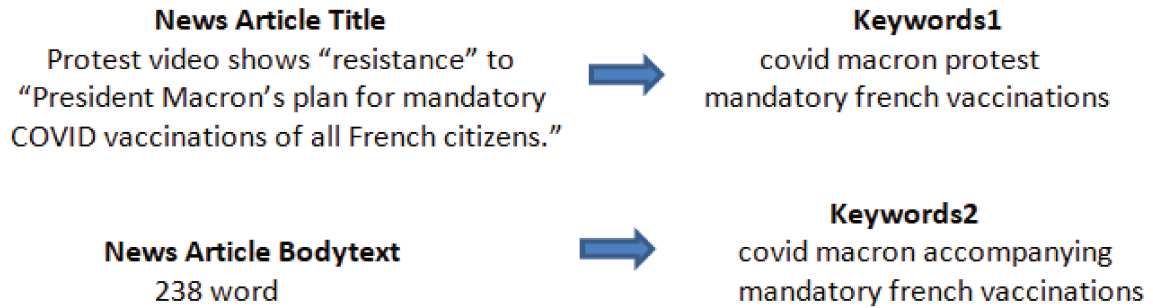 News Article Title
Protest video shows “resistance” to
“President Macron’s plan for mandatory
COVID vaccinations of all French citizens.”
Keywords1
covid macron protest
mandatory french vaccinations
News Article Bodytext
238 word
Keywords2
covid macron accompanying
mandatory french vaccinations